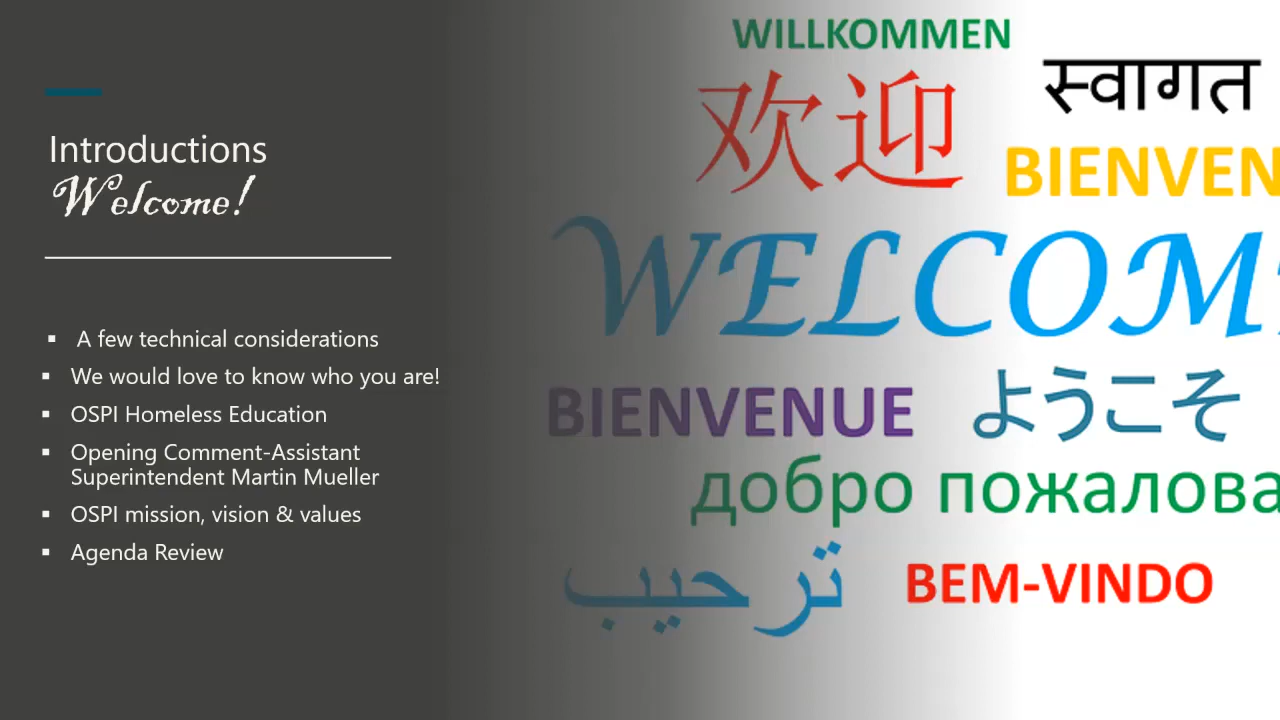 Introductions
Welcome!
▪ A few technical considerations
▪ We would love to know who you are!
▪ OSPI Homeless Education
▪ Opening Comment-Assistant
Superintendent Martin Mueller
▪ OSPI mission, vision & values
▪ Agenda Review
WILLKOMMEN
欢迎
स्वागत
BIENVEN
WELCOM
BIENVENUE
ようこそ
добро пожалова
ترحيب
BEM-VINDO